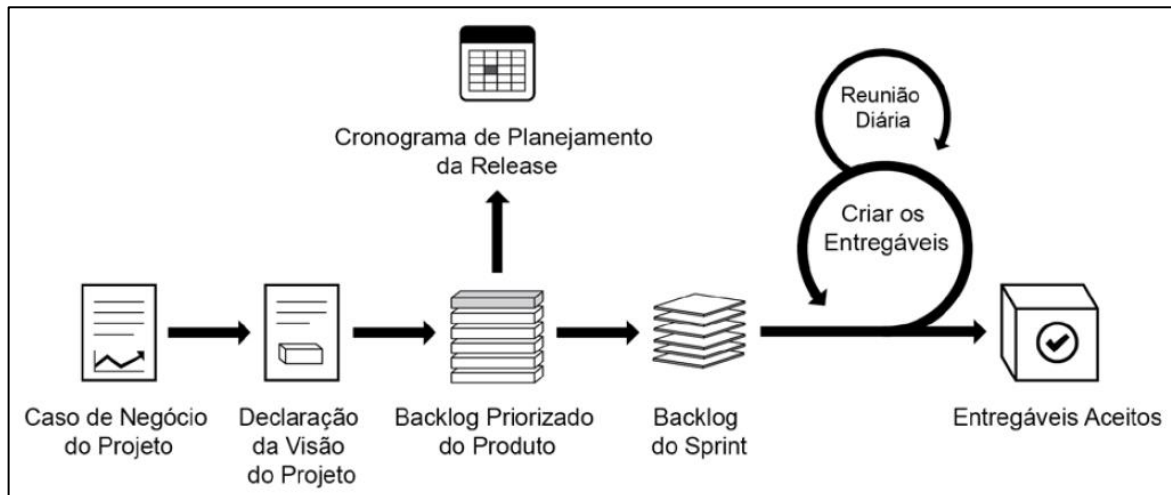 Cronograma de Planejamento
da Release
Reunião
Diária
Criar os
Entregáveis
Caso de Negócio
do Projeto
Declaração
da Visão
do Projeto
Backlog Priorizado
do Produto
Backlog
do Sprint
Entregáveis Aceitos